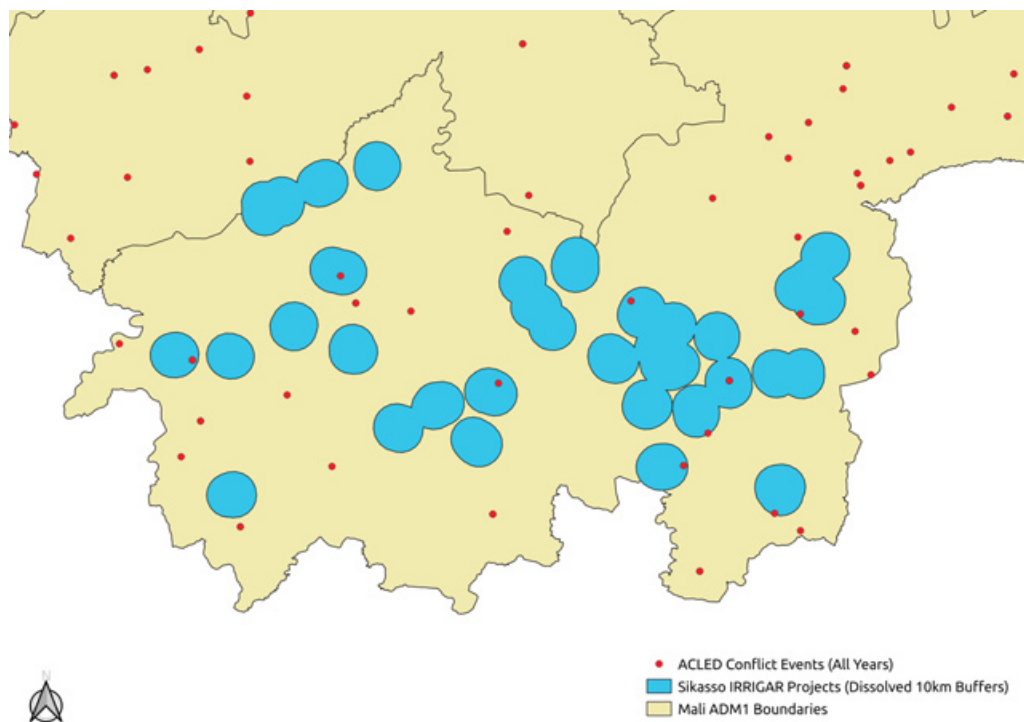 ACLED Conflict Events (All Years)
Sikasso IRRIGAR Projects (Dissolved 10km Buffers)
Mali ADM1 Boundaries
N